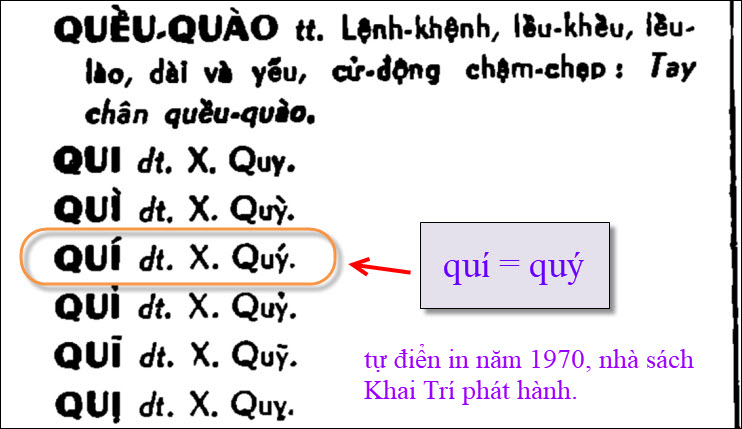 QUỀU-QUÀO tt. Lệnh-khệnh, lều-khều, lều-
lào, dài và yếu, cử-động chậm-chạp : Tay
chân quều-quào.
QUI dt. X. Quy.
QUÌ dt. X. Quỳ.
QUÍ dt. X. Quý.
quí = quý
QUỈ dt. X. Quỷ.
QUĨ dt. X. Quỹ.
QUỊ dt. X. Quỵ.
tự điển in năm 1970, nhà sách
Khai Trí phát hành.